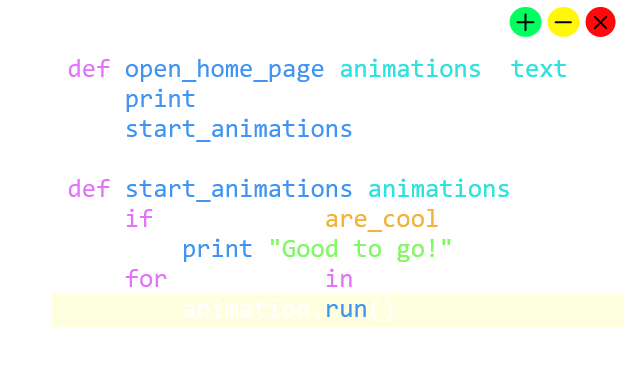 def open_home_page animations text
print
start_animations
def start_animations animations
if are_cool
print "Good to go!"
for in
animation.run()